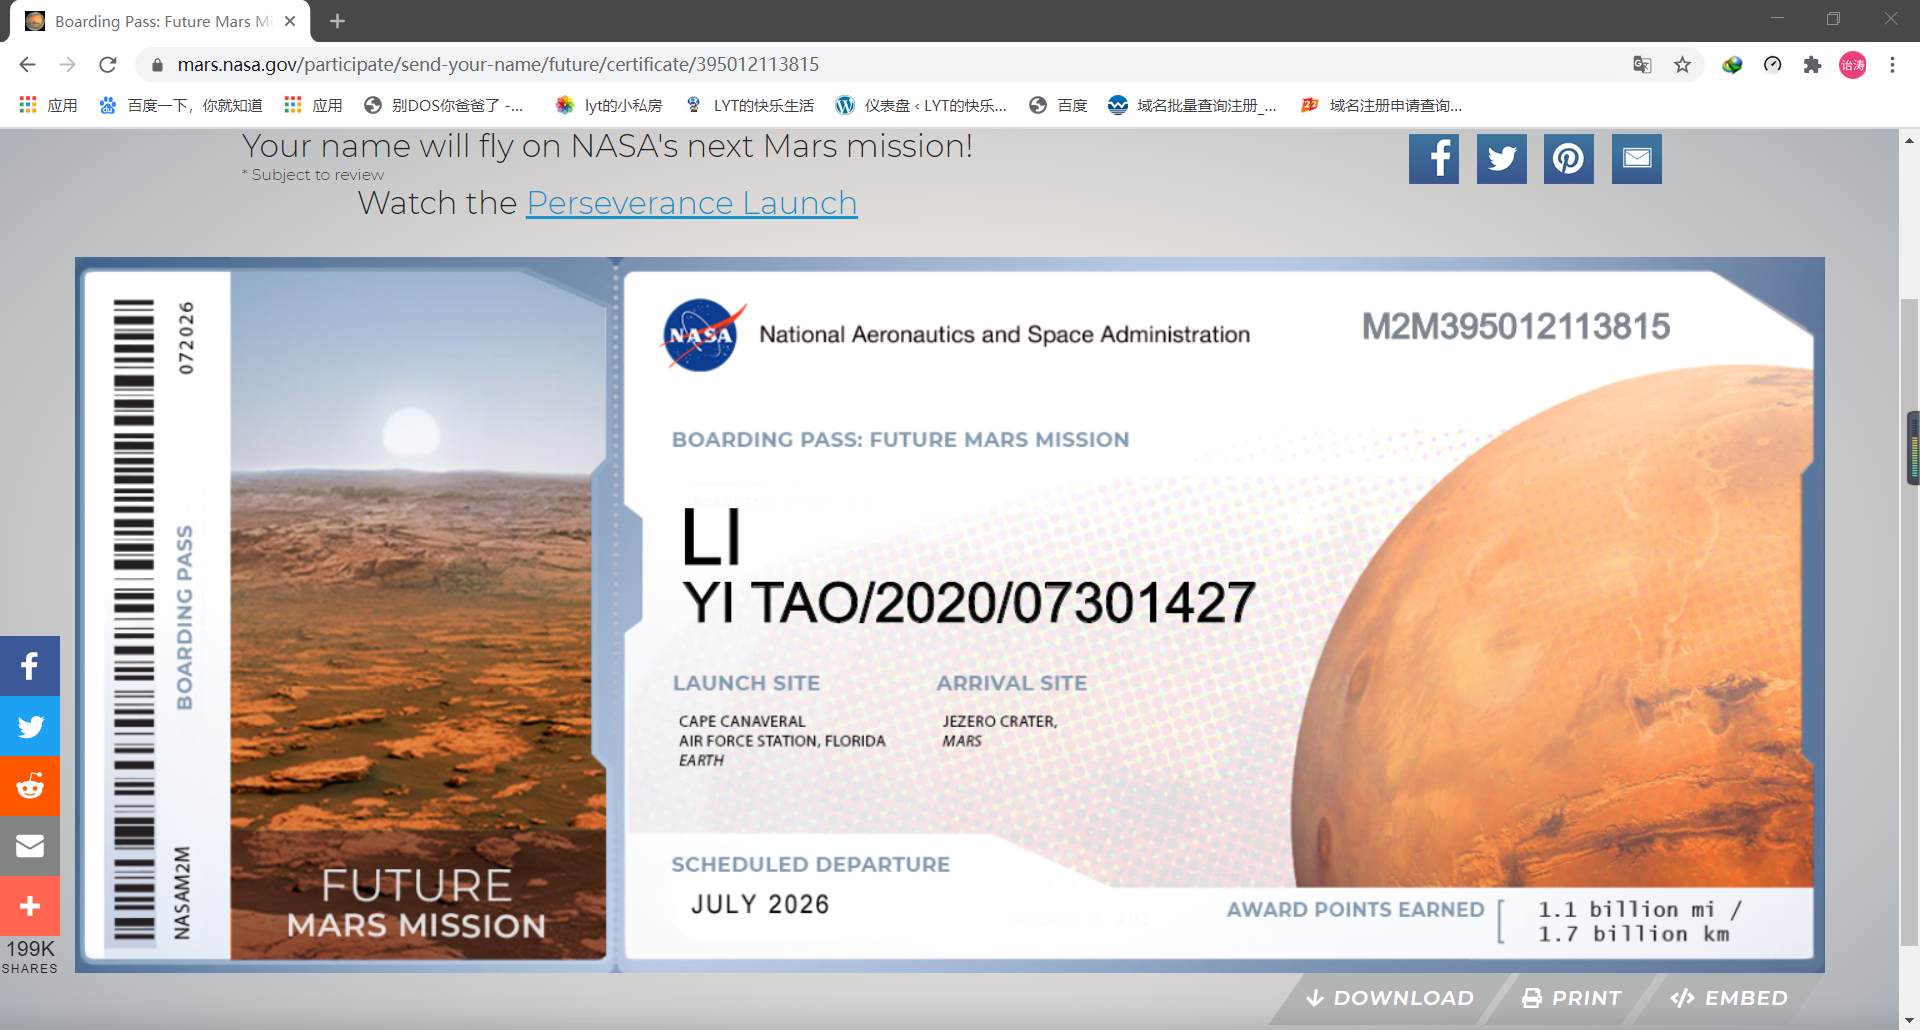 Boarding Pass: Future Mars Mi
mars.nasa.gov/participate/send-your-name/future/certificate/395012113815
诒涛
应用
百度一下，你就知道
应用
别DOS你爸爸了 -...
lyt的小私房
LYT的快乐生活
仪表盘 ‹ LYT的快乐...
百度
域名批量查询注册_...
域名注册申请查询...
Your name will fly on NASA's next Mars mission!
* Subject to review
Watch the Perseverance Launch
072026
BOARDING PASS
NASAM2M
FUTURE
MARS MISSION
NASA
National Aeronautics and Space Administration
M2M395012113815
BOARDING PASS: FUTURE MARS MISSION
LI
YI TAO/2020/07301427
LAUNCH SITE
CAPE CANAVERAL
AIR FORCE STATION, FLORIDA
EARTH
ARRIVAL SITE
JEZERO CRATER,
MARS
SCHEDULED DEPARTURE
JULY 2026
AWARD POINTS EARNED
1.1 billion mi /
1.7 billion km
199K
SHARES
DOWNLOAD
PRINT
EMBED